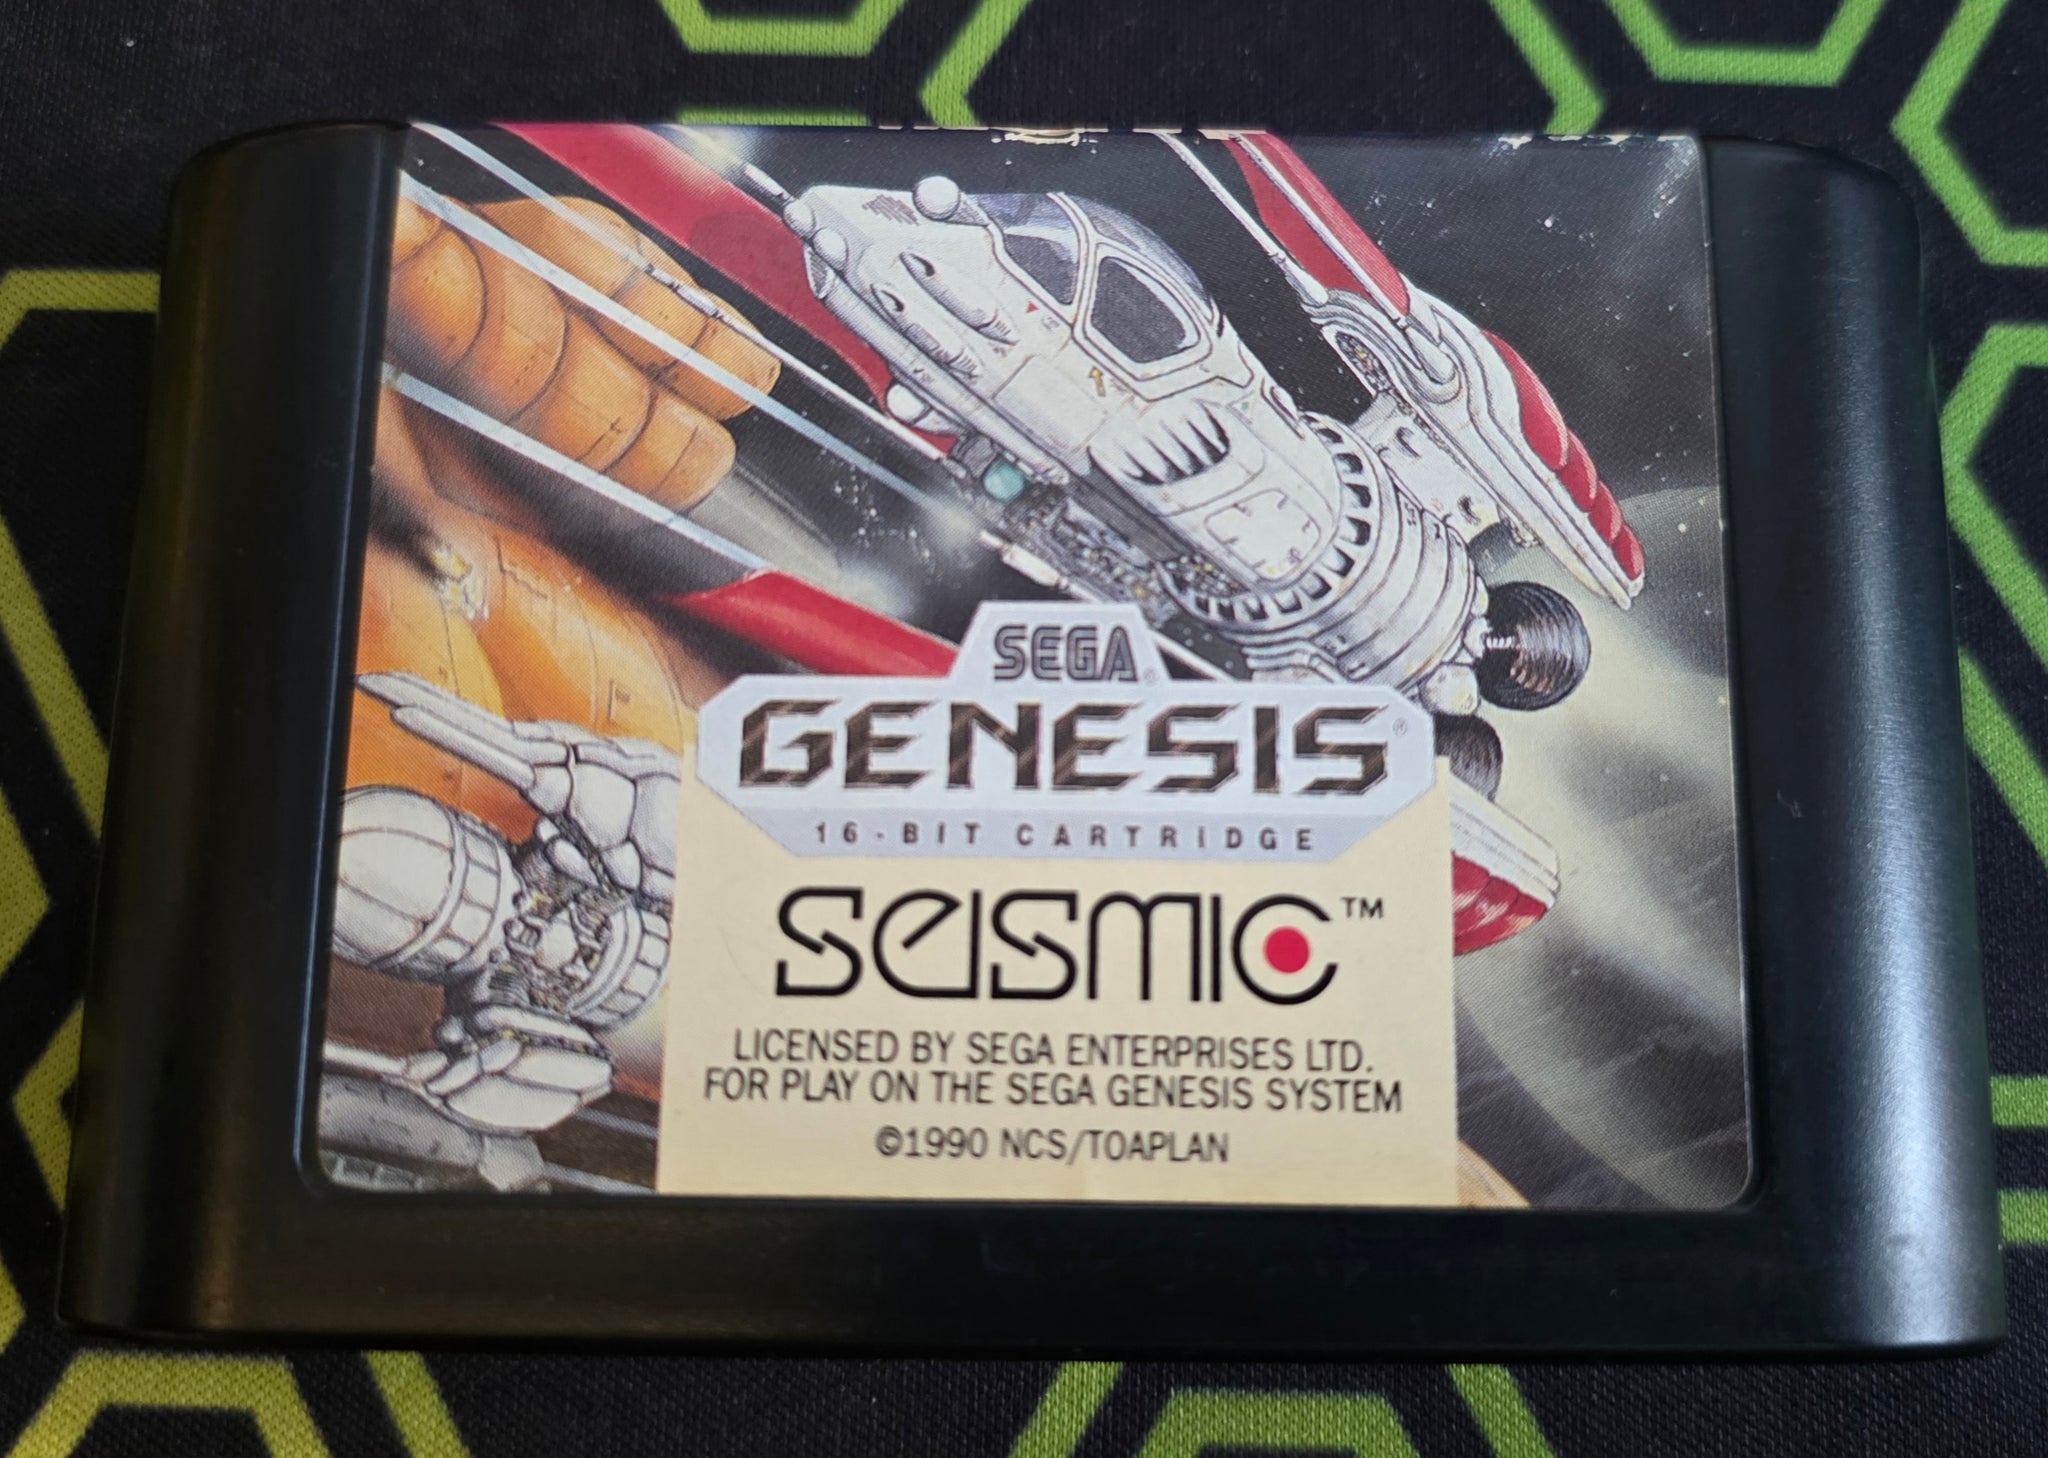 SEGA®
GENESIS®
16-BIT CARTRIDGE
SEISMIC™
LICENSED BY SEGA ENTERPRISES LTD.
FOR PLAY ON THE SEGA GENESIS SYSTEM
©1990 NCS/TOAPLAN